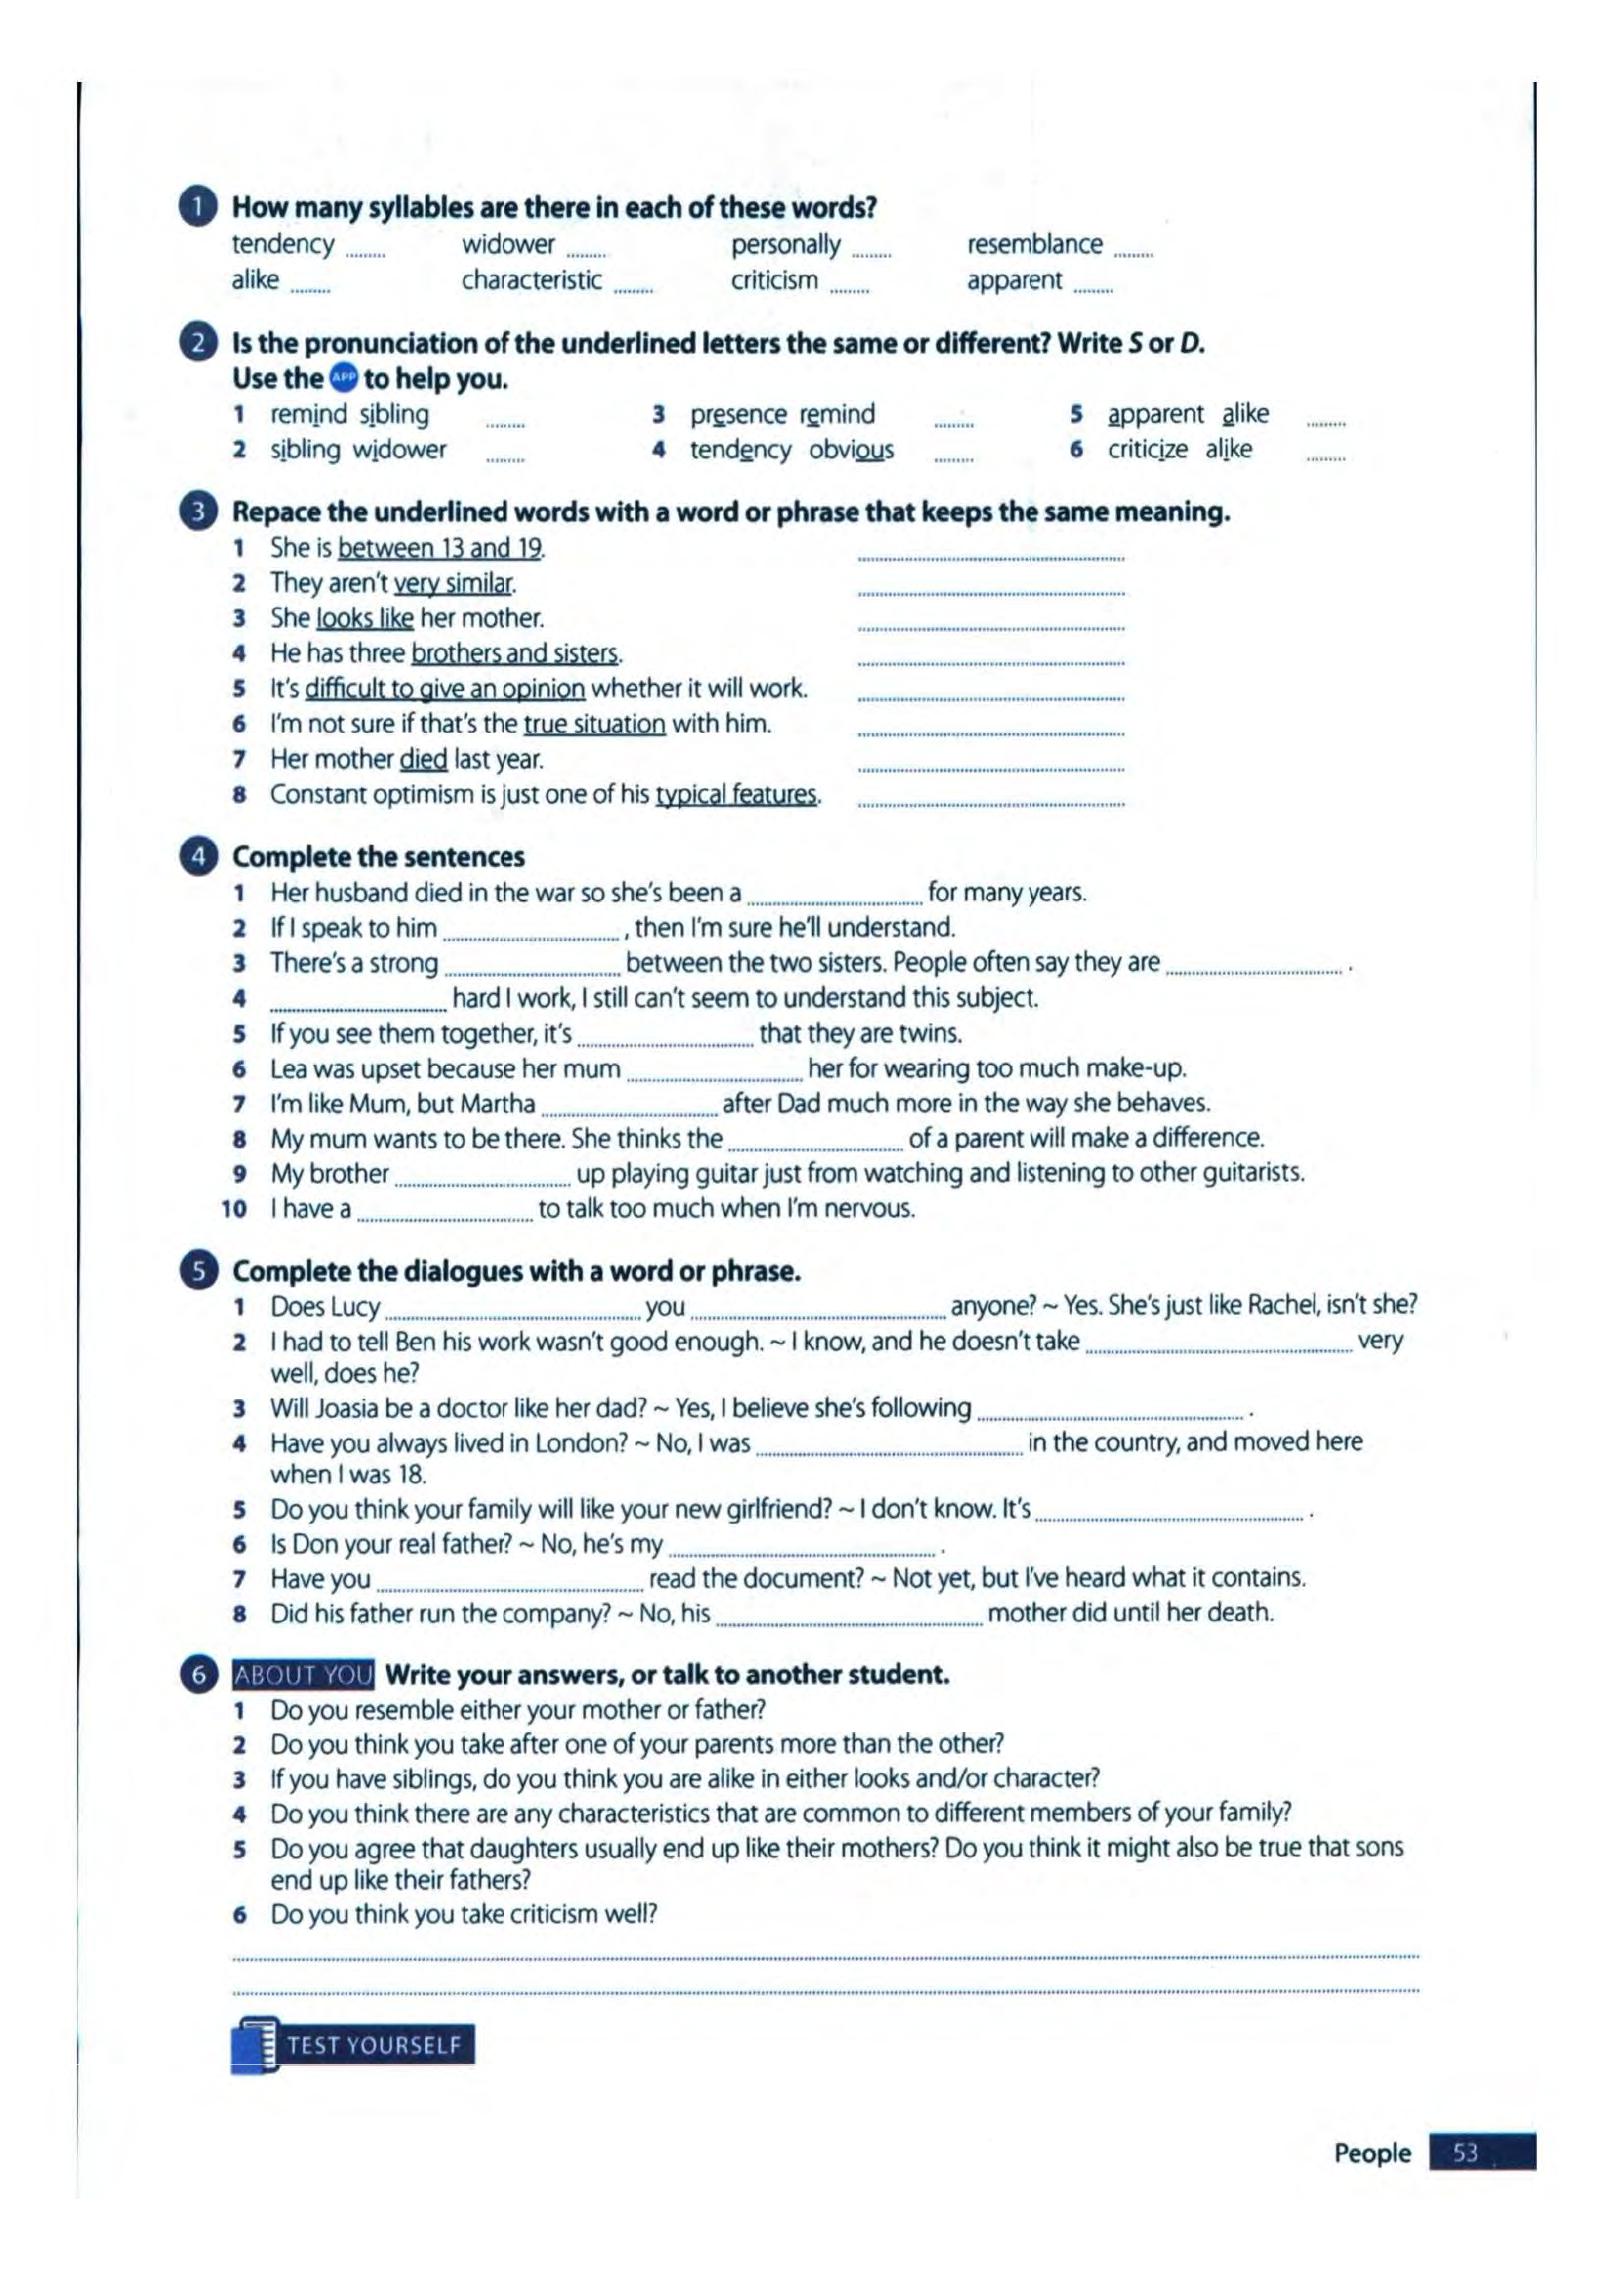 1 How many syllables are there in each of these words?
tendency ........ widower ........ personally ........ resemblance ........
alike ........ characteristic ........ criticism ........ apparent ........
2 Is the pronunciation of the underlined letters the same or different? Write S or D.
Use the APP to help you.
1 remind sibling ........ 3 presence remind ........ 5 apparent alike ........
2 sibling widower ........ 4 tendency obvious ........ 6 criticize alike ........
3 Repace the underlined words with a word or phrase that keeps the same meaning.
1 She is between 13 and 19. ........
2 They aren't very similar. ........
3 She looks like her mother. ........
4 He has three brothers and sisters. ........
5 It's difficult to give an opinion whether it will work. ........
6 I'm not sure if that's the true situation with him. ........
7 Her mother died last year. ........
8 Constant optimism is just one of his typical features. ........
4 Complete the sentences
1 Her husband died in the war so she's been a ........ for many years.
2 If I speak to him ........ , then I'm sure he'll understand.
3 There's a strong ........ between the two sisters. People often say they are ........ .
4 ........ hard I work, I still can't seem to understand this subject.
5 If you see them together, it's ........ that they are twins.
6 Lea was upset because her mum ........ her for wearing too much make-up.
7 I'm like Mum, but Martha ........ after Dad much more in the way she behaves.
8 My mum wants to be there. She thinks the ........ of a parent will make a difference.
9 My brother ........ up playing guitar just from watching and listening to other guitarists.
10 I have a ........ to talk too much when I'm nervous.
5 Complete the dialogues with a word or phrase.
1 Does Lucy ........ you ........ anyone? ~ Yes. She's just like Rachel, isn't she?
2 I had to tell Ben his work wasn't good enough. ~ I know, and he doesn't take ........ very
well, does he?
3 Will Joasia be a doctor like her dad? ~ Yes, I believe she's following ........ .
4 Have you always lived in London? ~ No, I was ........ in the country, and moved here
when I was 18.
5 Do you think your family will like your new girlfriend? ~ I don't know. It's ........ .
6 Is Don your real father? ~ No, he's my ........ .
7 Have you ........ read the document? ~ Not yet, but I've heard what it contains.
8 Did his father run the company? ~ No, his ........ mother did until her death.
6 ABOUT YOU Write your answers, or talk to another student.
1 Do you resemble either your mother or father?
2 Do you think you take after one of your parents more than the other?
3 If you have siblings, do you think you are alike in either looks and/or character?
4 Do you think there are any characteristics that are common to different members of your family?
5 Do you agree that daughters usually end up like their mothers? Do you think it might also be true that sons
end up like their fathers?
6 Do you think you take criticism well?
TEST YOURSELF
People 53